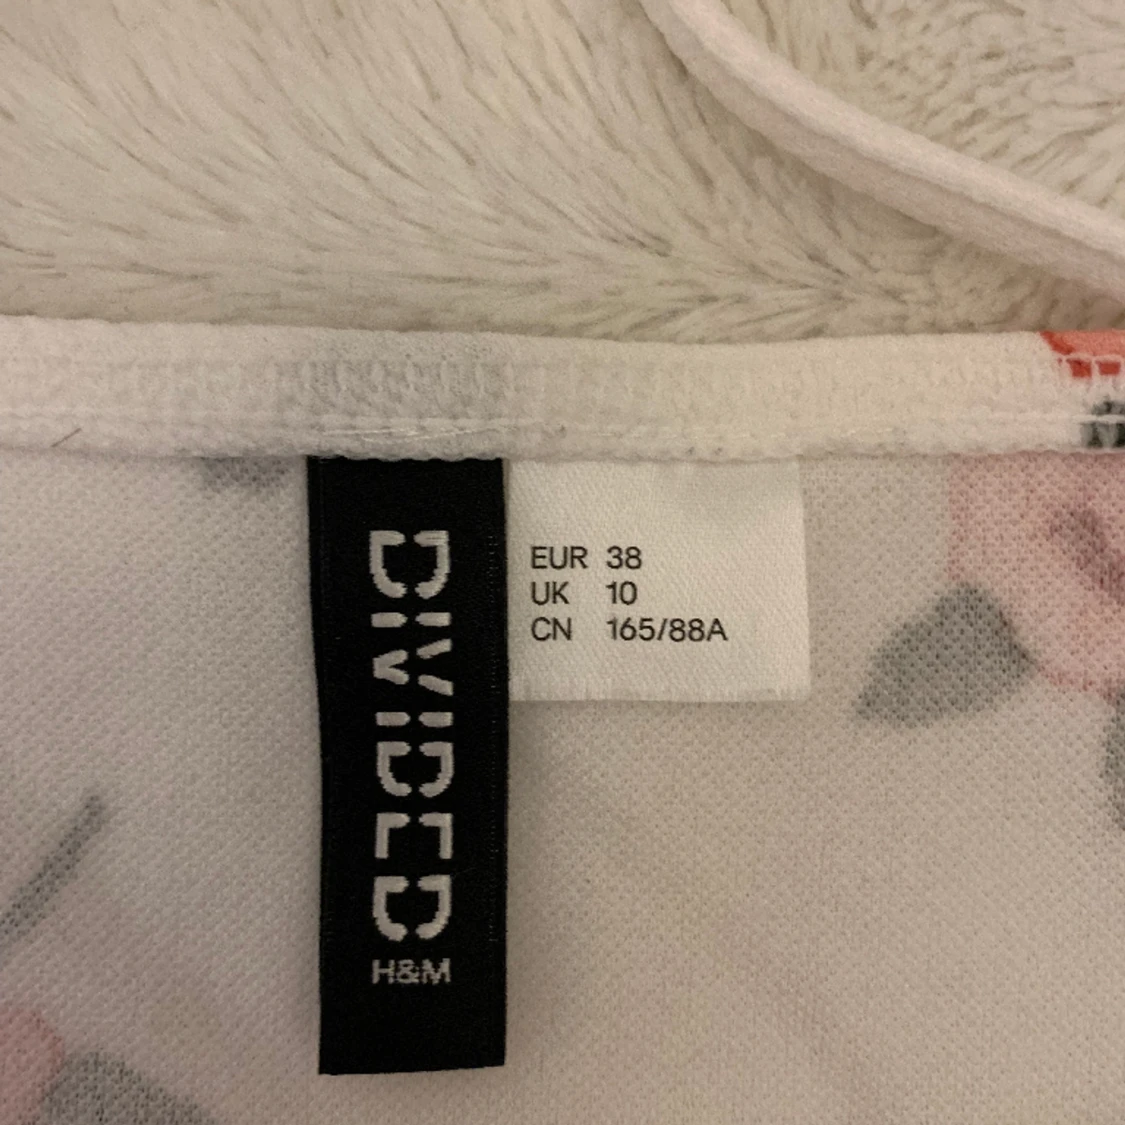 DIVIDED
H&M
EUR 38
UK 10
CN 165/88A